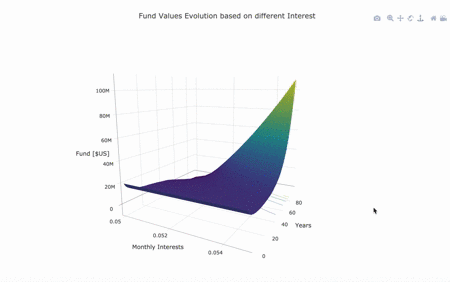 Fund Values Evolution based on different Interest
100M
80M
60M
Fund [$US]
40M
20M
0
0.05
0.052
0.054
Monthly Interests
80
60
40
20
0
Years